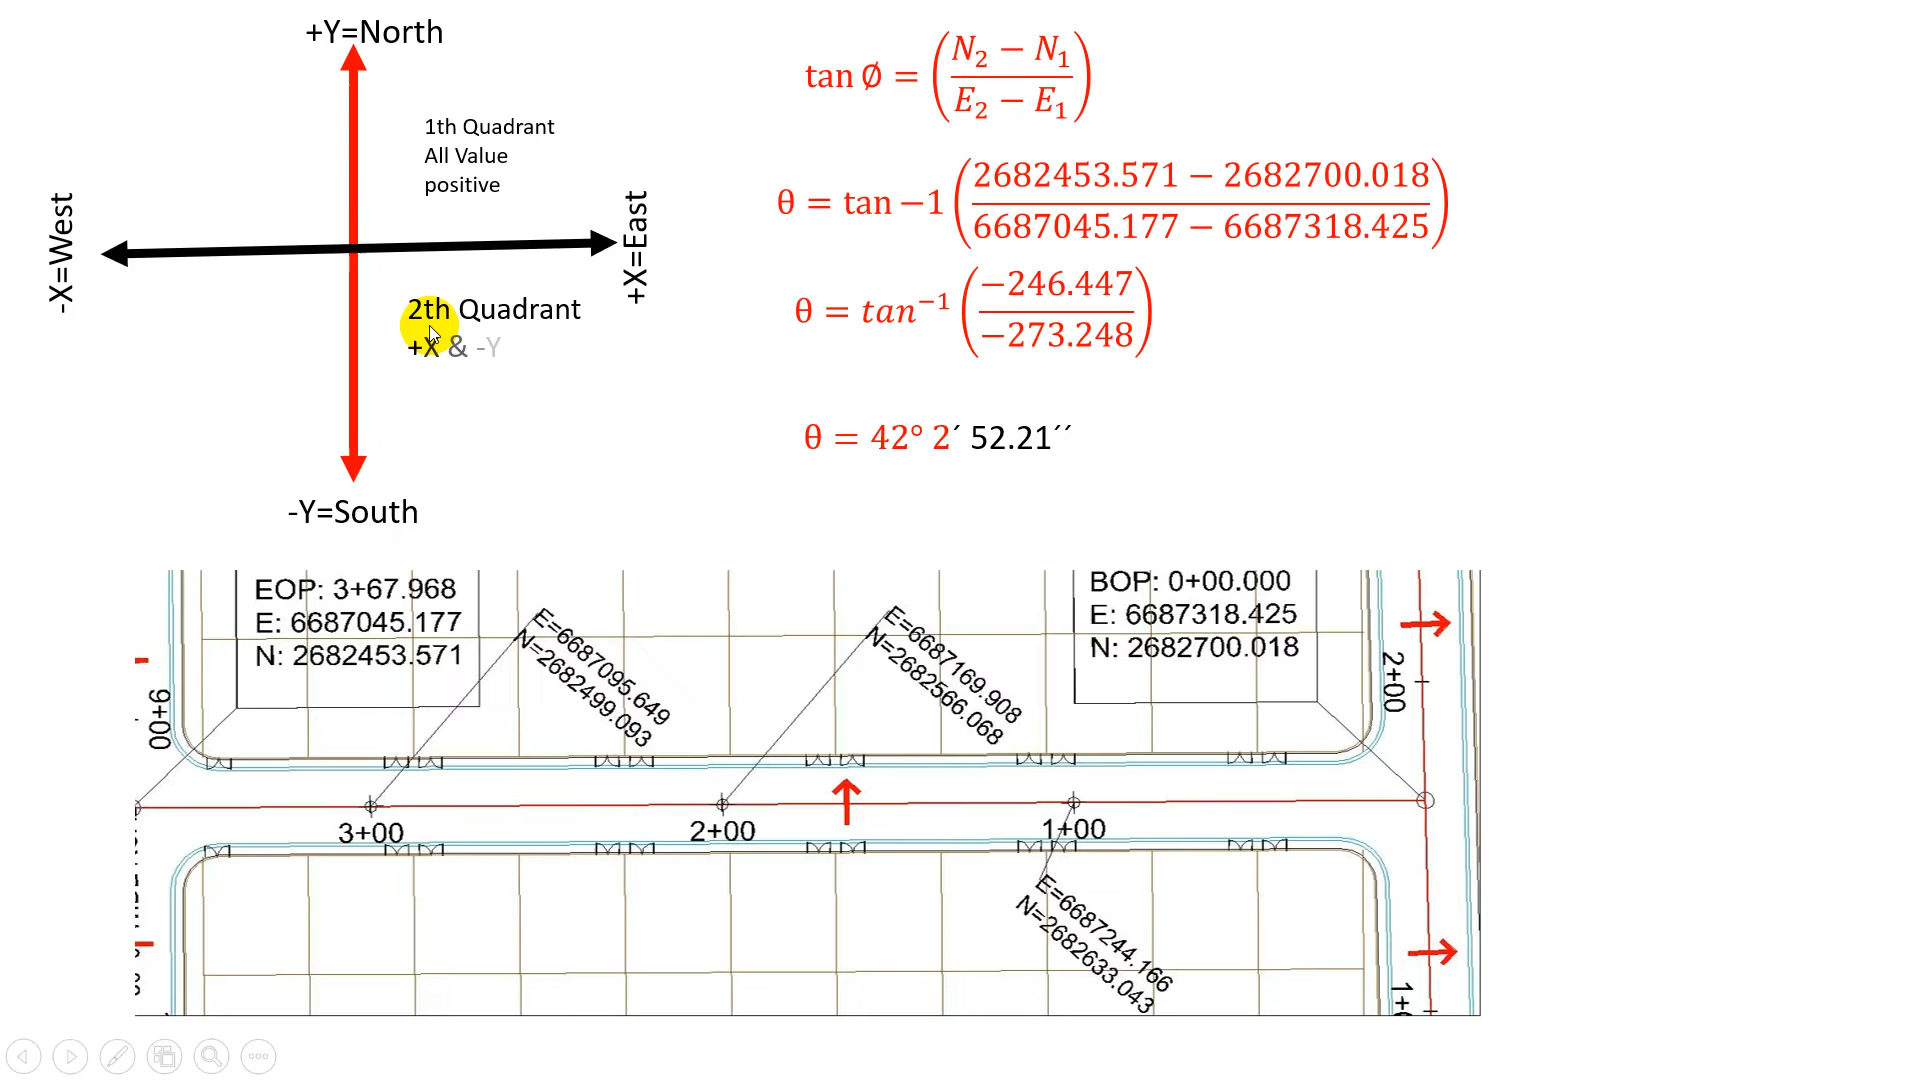 +Y=North
1th Quadrant
All Value
positive
-X=West
+X=East
2th Quadrant
+X & -Y
-Y=South
tan ∅ = (N₂ − N₁ / E₂ − E₁)
θ = tan −1 (2682453.571 − 2682700.018 / 6687045.177 − 6687318.425)
θ = tan⁻¹ (−246.447 / −273.248)
θ = 42° 2´ 52.21´´
EOP: 3+67.968
E: 6687045.177
N: 2682453.571
E=6687095.649
N=2682499.093
E=6687169.908
N=2682566.068
BOP: 0+00.000
E: 6687318.425
N: 2682700.018
2+00
3+00
2+00
1+00
E=6687244.166
N=2682633.043